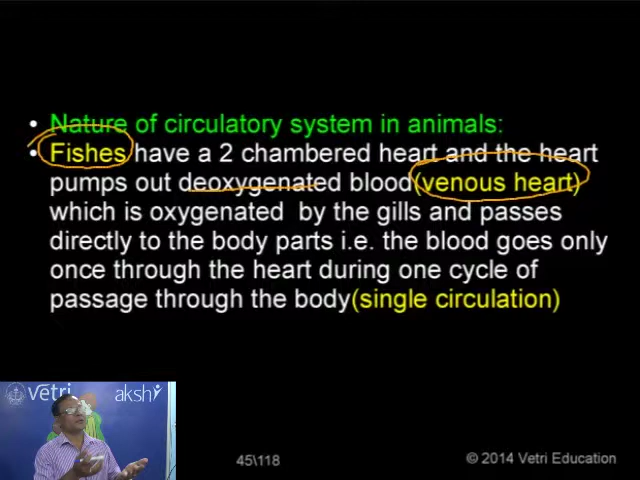 • Nature of circulatory system in animals:
• Fishes have a 2 chambered heart and the heart
pumps out deoxygenated blood(venous heart)
which is oxygenated by the gills and passes
directly to the body parts i.e. the blood goes only
once through the heart during one cycle of
passage through the body(single circulation)
vetri akshi
45\118 © 2014 Vetri Education